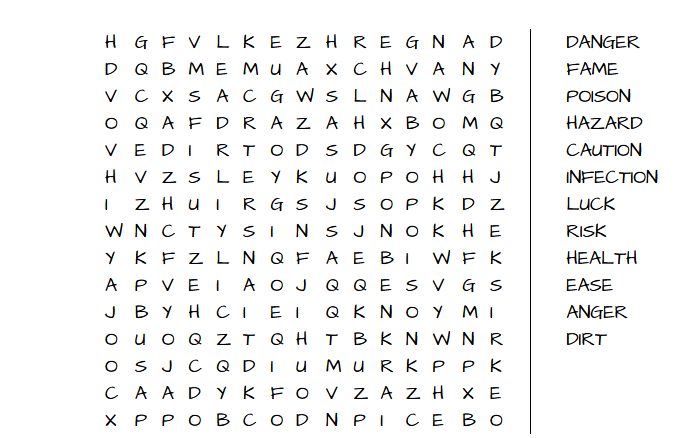 H G F V L K E Z H R E G N A D DANGER
D Q B M E M U A X C H V A N Y FAME
V C X S A C G W S L N A W G B POISON
O Q A F D R A Z A H X B O M Q HAZARD
V E D I R T O D S D G Y C Q T CAUTION
H V Z S L E Y K U O P O H H J INFECTION
I Z H U I R G S J S O P K D Z LUCK
W N C T Y S I N S J N O K H E RISK
Y K F Z L N Q F A E B I W F K HEALTH
A P V E I A O J Q Q E S V G S EASE
J B Y H C I E I Q K N O Y M I ANGER
O U O Q Z T Q H T B K N W N R DIRT
O S J C Q D I U M U R K P P K
C A A D Y K F O V Z A Z H X E
X P P O B C O D N P I C E B O